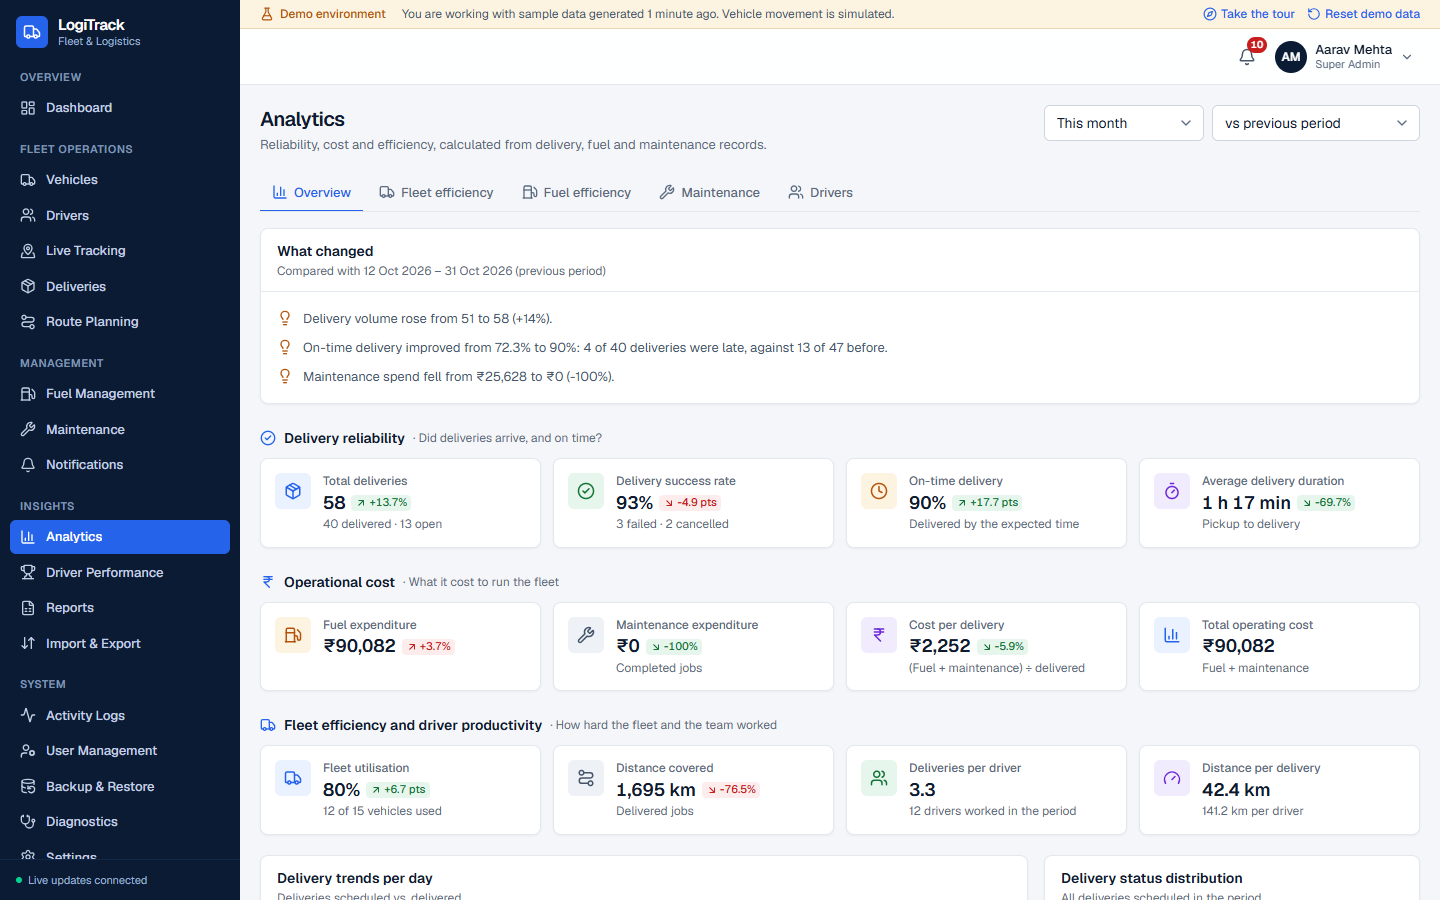 LogiTrack
Fleet & Logistics
OVERVIEW
Dashboard
FLEET OPERATIONS
Vehicles
Drivers
Live Tracking
Deliveries
Route Planning
MANAGEMENT
Fuel Management
Maintenance
Notifications
INSIGHTS
Analytics
Driver Performance
Reports
Import & Export
SYSTEM
Activity Logs
User Management
Backup & Restore
Diagnostics
Settings
Live updates connected
Demo environment You are working with sample data generated 1 minute ago. Vehicle movement is simulated. Take the tour Reset demo data
10
AM
Aarav Mehta
Super Admin
Analytics
Reliability, cost and efficiency, calculated from delivery, fuel and maintenance records.
This month vs previous period
Overview Fleet efficiency Fuel efficiency Maintenance Drivers
What changed
Compared with 12 Oct 2026 – 31 Oct 2026 (previous period)
Delivery volume rose from 51 to 58 (+14%).
On-time delivery improved from 72.3% to 90%: 4 of 40 deliveries were late, against 13 of 47 before.
Maintenance spend fell from ₹25,628 to ₹0 (-100%).
Delivery reliability · Did deliveries arrive, and on time?
Total deliveries
58 +13.7%
40 delivered · 13 open
Delivery success rate
93% -4.9 pts
3 failed · 2 cancelled
On-time delivery
90% +17.7 pts
Delivered by the expected time
Average delivery duration
1 h 17 min -69.7%
Pickup to delivery
Operational cost · What it cost to run the fleet
Fuel expenditure
₹90,082 +3.7%
Maintenance expenditure
₹0 -100%
Completed jobs
Cost per delivery
₹2,252 -5.9%
(Fuel + maintenance) ÷ delivered
Total operating cost
₹90,082
Fuel + maintenance
Fleet efficiency and driver productivity · How hard the fleet and the team worked
Fleet utilisation
80% +6.7 pts
12 of 15 vehicles used
Distance covered
1,695 km -76.5%
Delivered jobs
Deliveries per driver
3.3
12 drivers worked in the period
Distance per delivery
42.4 km
141.2 km per driver
Delivery trends per day
Deliveries scheduled vs. delivered
Delivery status distribution
All deliveries scheduled in the period